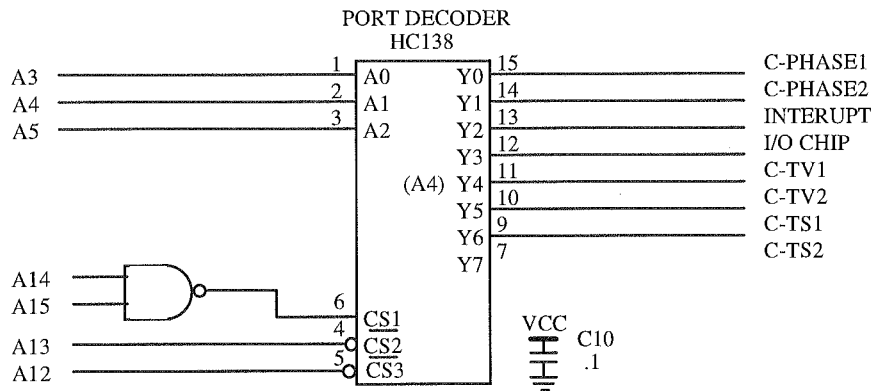 PORT DECODER
HC138
A3 1 A0 Y0 15 C-PHASE1
A4 2 A1 Y1 14 C-PHASE2
A5 3 A2 Y2 13 INTERUPT
Y3 12 I/O CHIP
(A4) Y4 11 C-TV1
Y5 10 C-TV2
Y6 9 C-TS1
Y7 7 C-TS2
A14
A15 6 CS1
A13 4 CS2
A12 5 CS3
VCC C10
.1